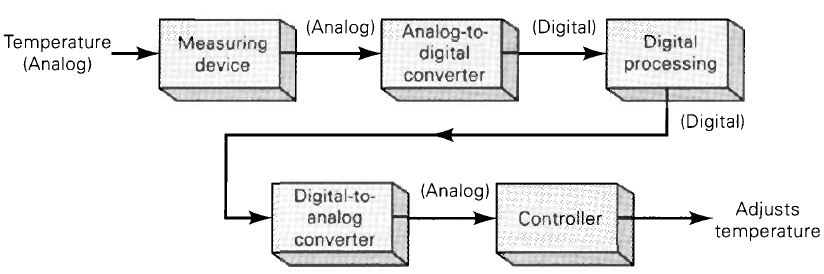 Temperature
(Analog)
Measuring
device
(Analog)
Analog-to-
digital
converter
(Digital)
Digital
processing
(Digital)
Digital-to-
analog
converter
(Analog)
Controller
Adjusts
temperature